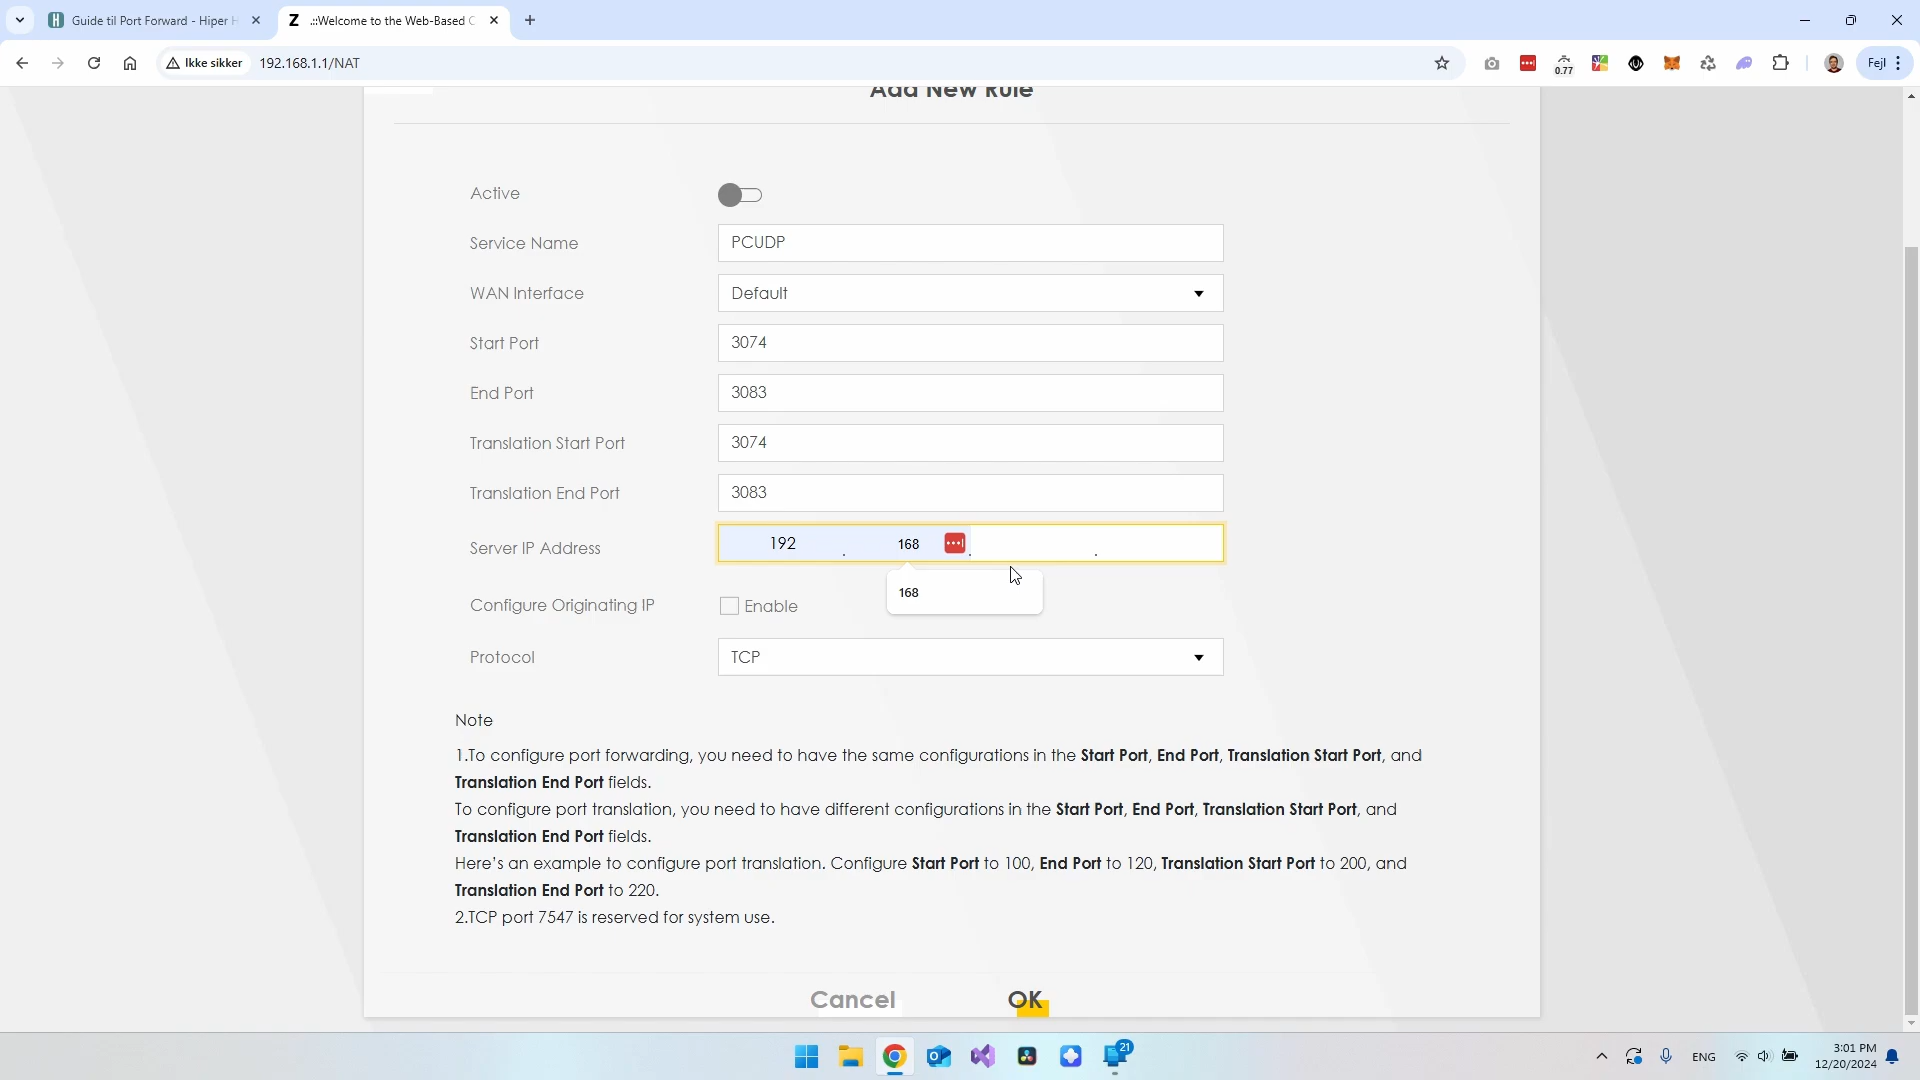 Guide til Port Forward - Hiper H
.::Welcome to the Web-Based C
Ikke sikker
192.168.1.1/NAT
0.77
Fejl
Add New Rule
Active
Service Name
PCUDP
WAN Interface
Default
Start Port
3074
End Port
3083
Translation Start Port
3074
Translation End Port
3083
Server IP Address
192 . 168 . .
168
Configure Originating IP
Enable
Protocol
TCP
Note
1.To configure port forwarding, you need to have the same configurations in the Start Port, End Port, Translation Start Port, and
Translation End Port fields.
To configure port translation, you need to have different configurations in the Start Port, End Port, Translation Start Port, and
Translation End Port fields.
Here's an example to configure port translation. Configure Start Port to 100, End Port to 120, Translation Start Port to 200, and
Translation End Port to 220.
2.TCP port 7547 is reserved for system use.
Cancel
OK
21
ENG
3:01 PM
12/20/2024